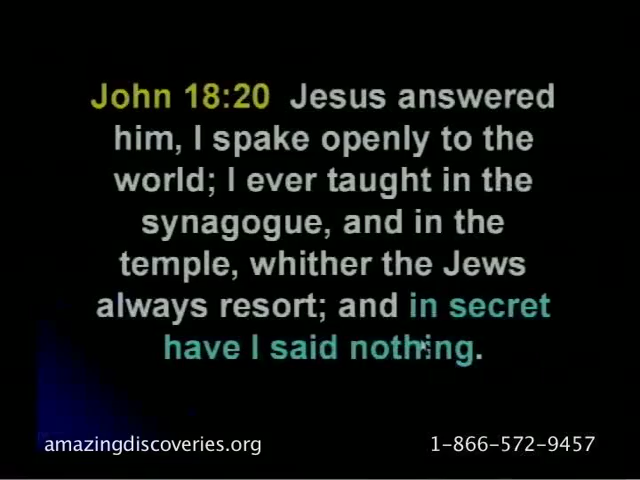 John 18:20 Jesus answered
him, I spake openly to the
world; I ever taught in the
synagogue, and in the
temple, whither the Jews
always resort; and in secret
have I said nothing.
amazingdiscoveries.org 1-866-572-9457